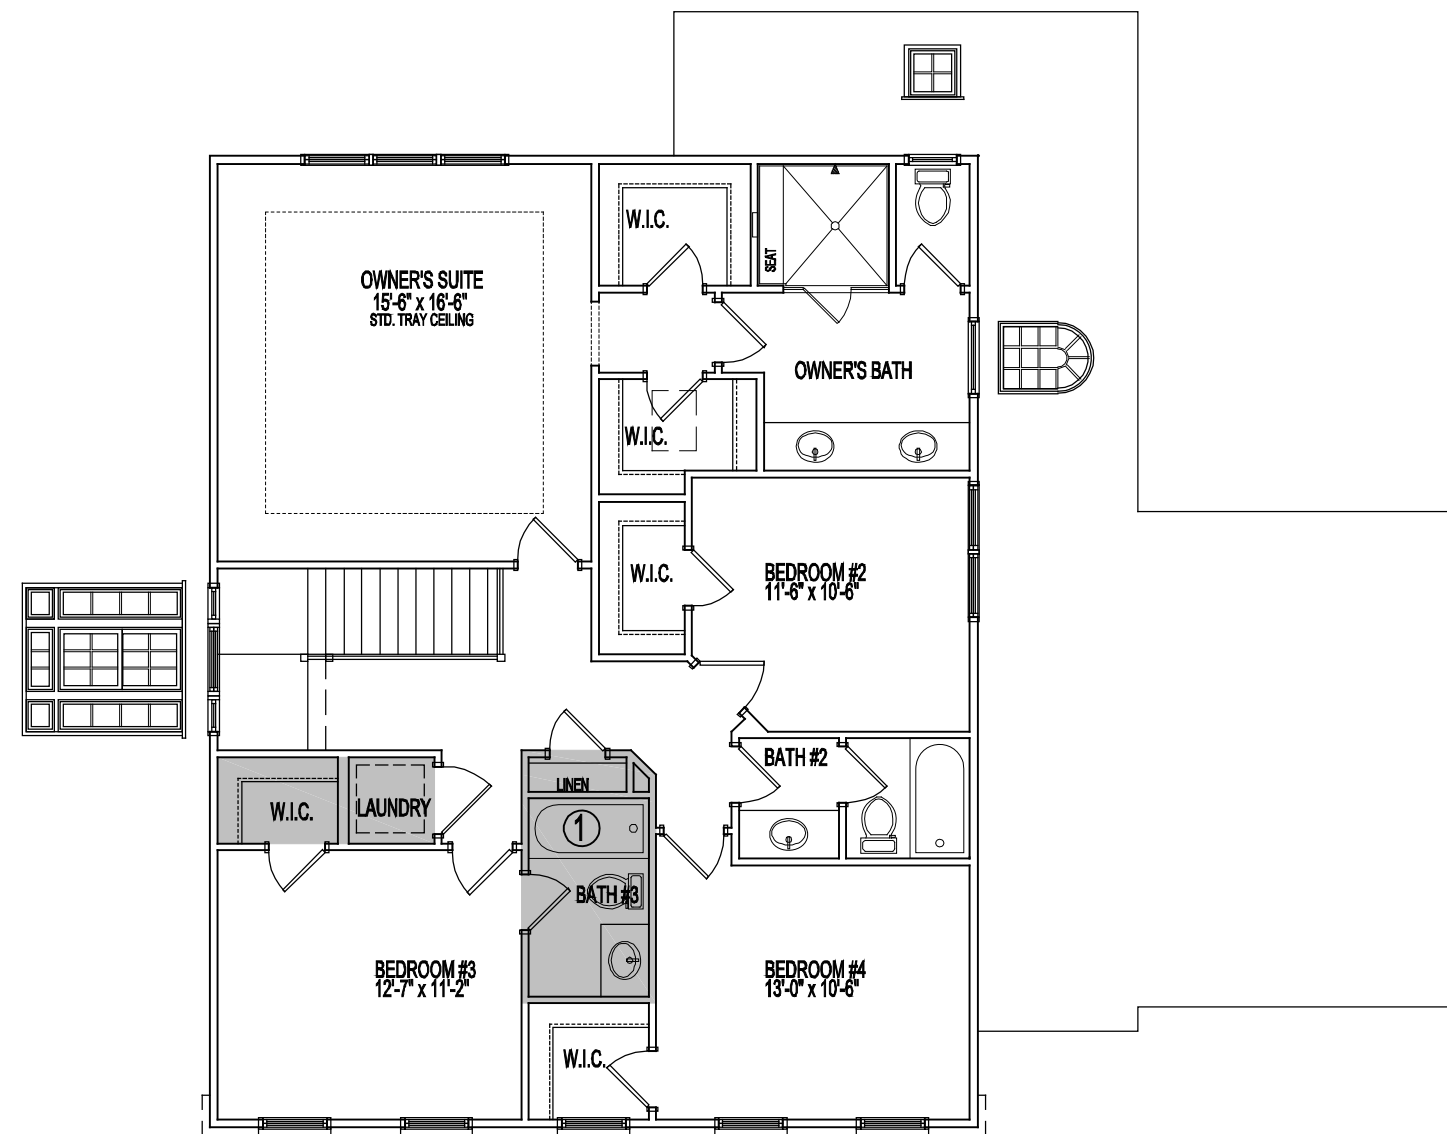 W.I.C.
SEAT
OWNER'S SUITE
15'-6" x 16'-6"
STD. TRAY CEILING
OWNER'S BATH
W.I.C.
W.I.C.
BEDROOM #2
11'-6" x 10'-6"
BATH #2
LINEN
W.I.C.
LAUNDRY
1
BATH #3
BEDROOM #3
12'-7" x 11'-2"
BEDROOM #4
13'-0" x 10'-6"
W.I.C.